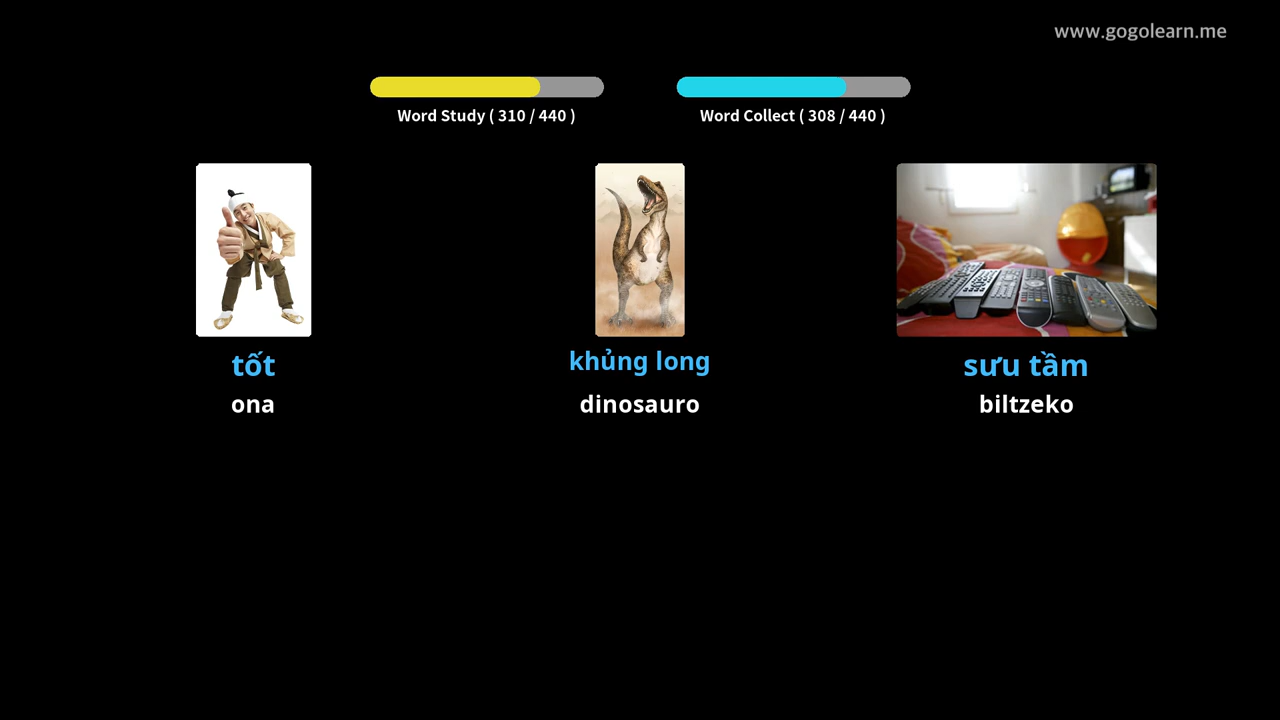 www.gogolearn.me
Word Study ( 310 / 440 )
Word Collect ( 308 / 440 )
tốt
khủng long
sưu tầm
ona
dinosauro
biltzeko